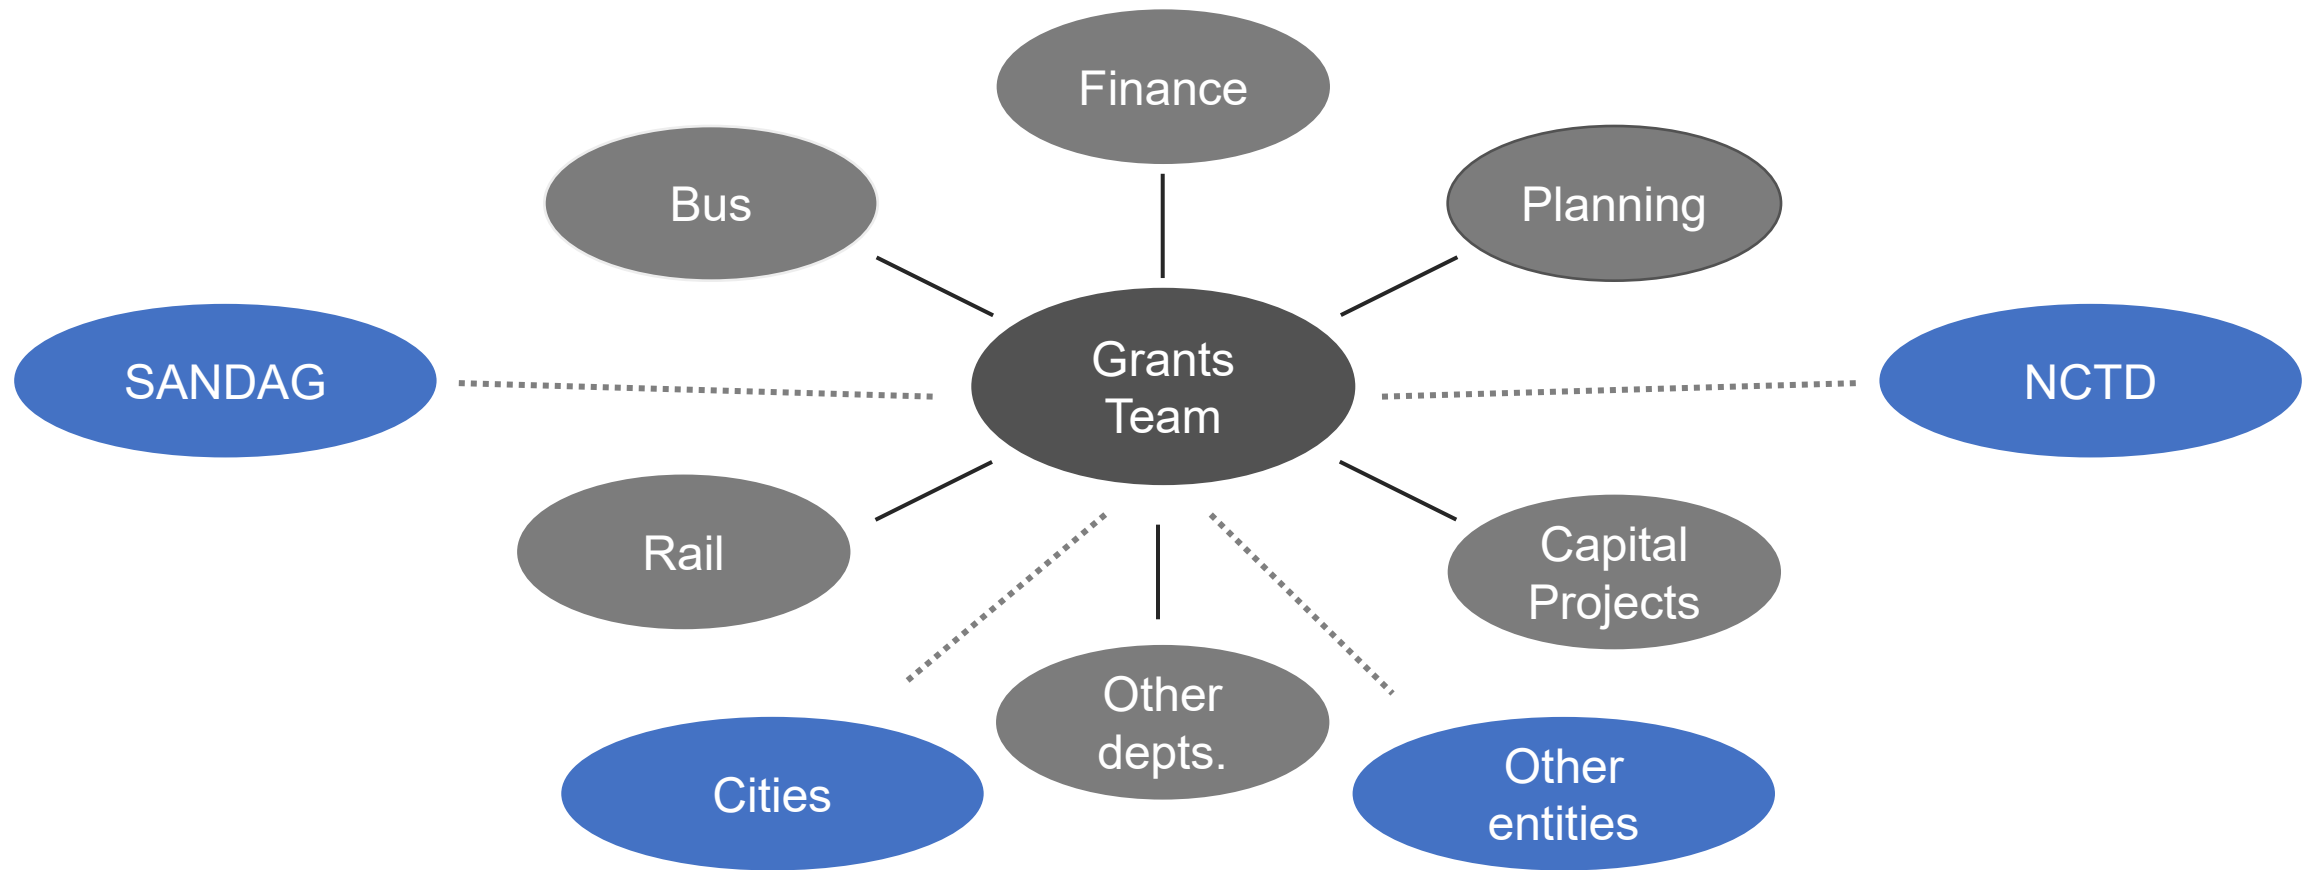 Finance
Bus
Planning
SANDAG
Grants
Team
NCTD
Rail
Capital
Projects
Other
depts.
Cities
Other
entities